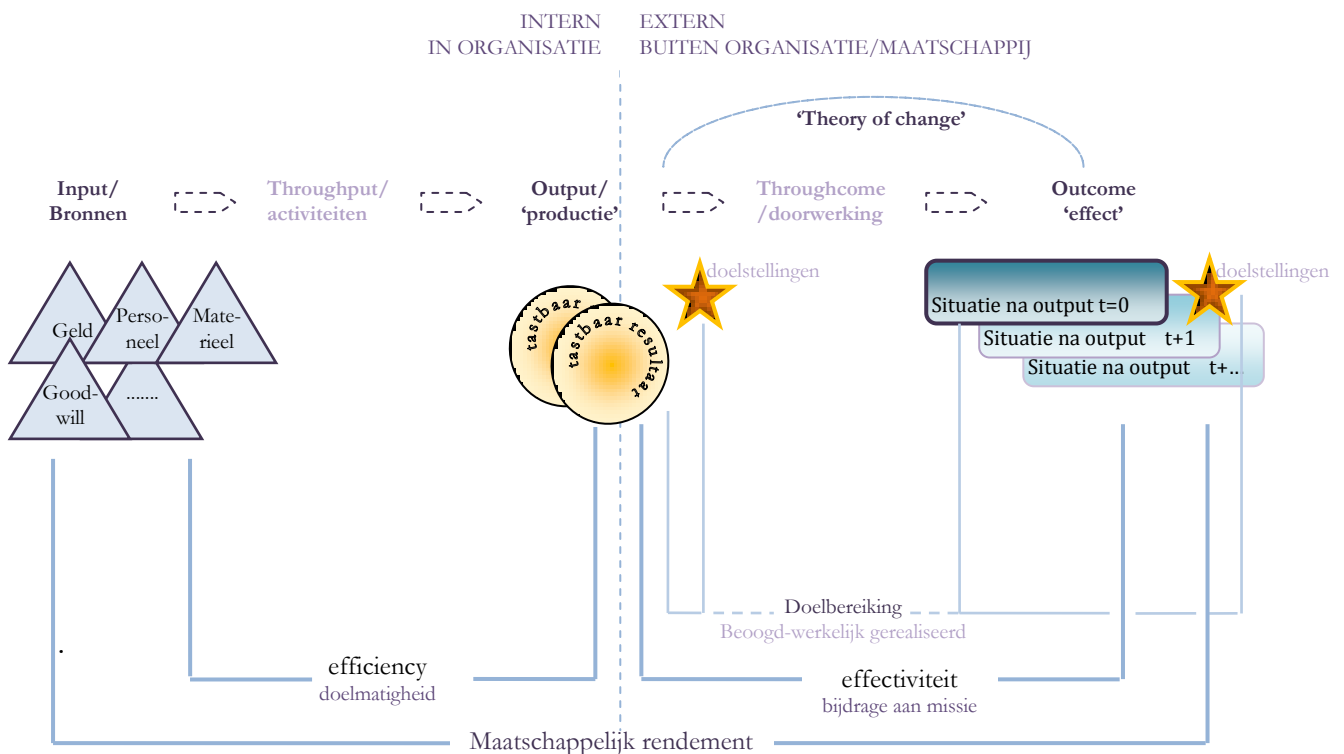 INTERN
IN ORGANISATIE
EXTERN
BUITEN ORGANISATIE/MAATSCHAPPIJ
‘Theory of change’
Input/
Bronnen
Throughput/
activiteiten
Output/
‘productie’
Throughcome
/doorwerking
Outcome
‘effect’
Geld
Perso-
neel
Mate-
rieel
Good-
will
.......
tastbaar
tastbaar resultaat
doelstellingen
Situatie na output t=0
Situatie na output t+1
Situatie na output t+...
doelstellingen
Doelbereiking
Beoogd-werkelijk gerealiseerd
.
efficiency
doelmatigheid
effectiviteit
bijdrage aan missie
Maatschappelijk rendement